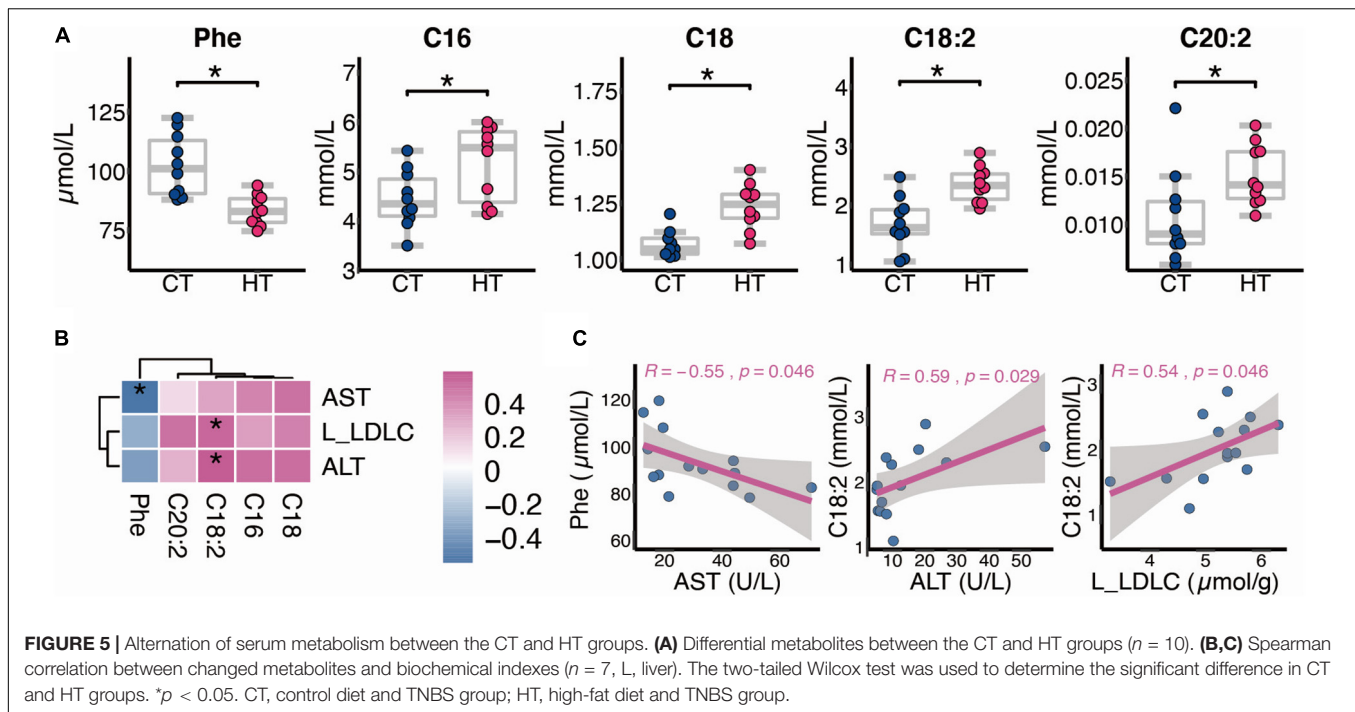 A
Phe
C16
C18
C18:2
C20:2
*
*
*
*
*
µmol/L
125
100
75
CT
HT
mmol/L
7
6
5
4
3
CT
HT
mmol/L
1.75
1.50
1.25
1.00
CT
HT
mmol/L
4
3
2
1
CT
HT
mmol/L
0.025
0.020
0.015
0.010
CT
HT
B
*
*
*
AST
L_LDLC
ALT
Phe
C20:2
C18:2
C16
C18
0.4
0.2
0
−0.2
−0.4
C
R = −0.55 , p = 0.046
Phe ( µmol/L)
120
100
80
60
20
30
40
50
60
70
AST (U/L)
R = 0.59 , p = 0.029
C18:2 (mmol/L)
3
2
1
10
20
30
40
50
ALT (U/L)
R = 0.54 , p = 0.046
C18:2 (mmol/L)
3
2
1
4
5
6
L_LDLC ( µmol/g)
FIGURE 5 | Alternation of serum metabolism between the CT and HT groups. (A) Differential metabolites between the CT and HT groups (n = 10). (B,C) Spearman
correlation between changed metabolites and biochemical indexes (n = 7, L, liver). The two-tailed Wilcox test was used to determine the significant difference in CT
and HT groups. *p < 0.05. CT, control diet and TNBS group; HT, high-fat diet and TNBS group.